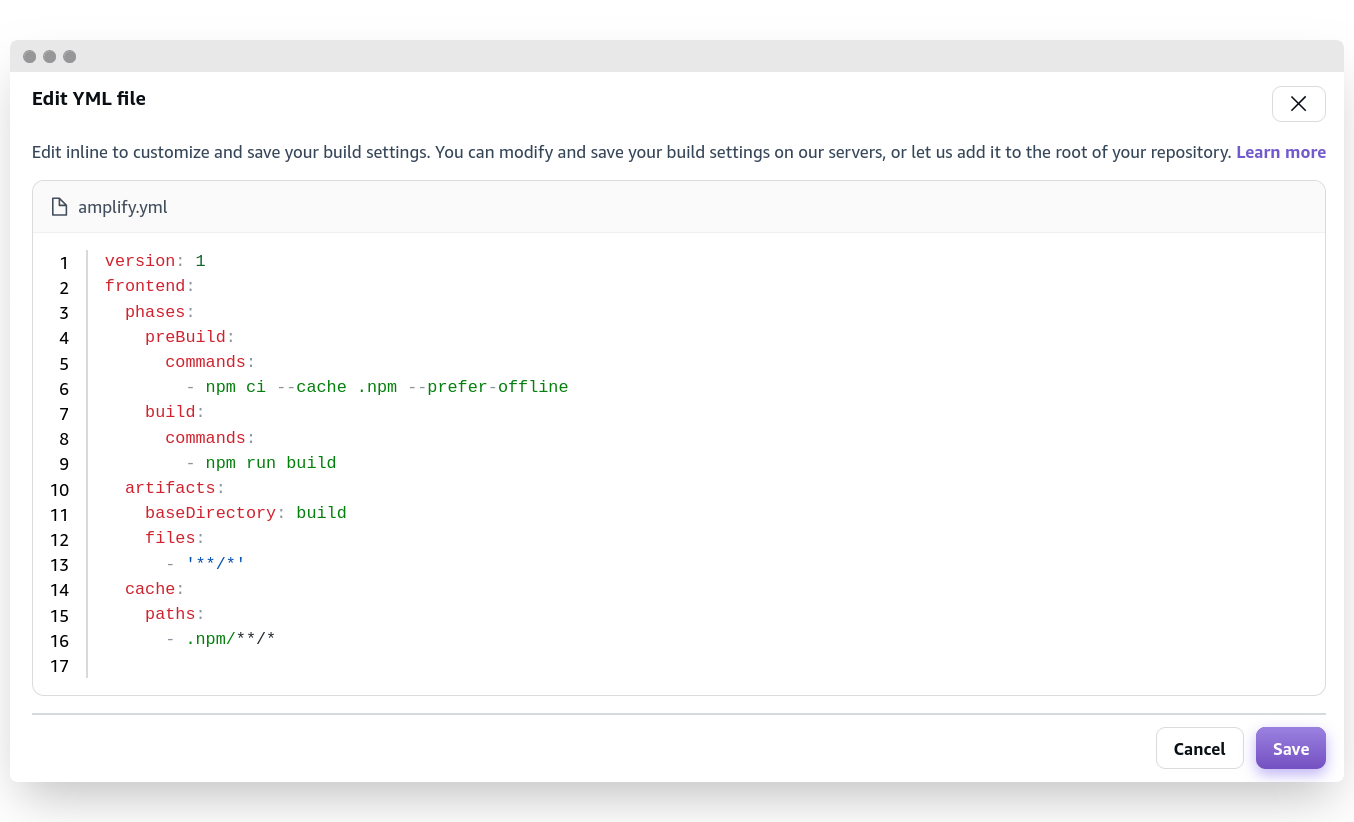 Edit YML file
Edit inline to customize and save your build settings. You can modify and save your build settings on our servers, or let us add it to the root of your repository. Learn more
amplify.yml
1 version: 1
2 frontend:
3   phases:
4     preBuild:
5       commands:
6         - npm ci --cache .npm --prefer-offline
7     build:
8       commands:
9         - npm run build
10   artifacts:
11     baseDirectory: build
12     files:
13       - '**/*'
14   cache:
15     paths:
16       - .npm/**/*
17
Cancel Save